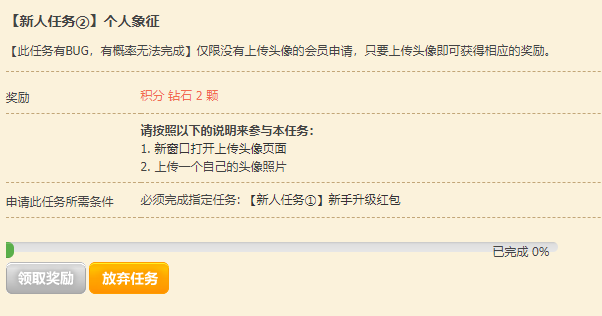 【新人任务②】个人象征
【此任务有BUG，有概率无法完成】仅限没有上传头像的会员申请，只要上传头像即可获得相应的奖励。
奖励
积分 钻石 2 颗
请按照以下的说明来参与本任务：
1. 新窗口打开上传头像页面
2. 上传一个自己的头像照片
申请此任务所需条件
必须完成指定任务：【新人任务①】新手升级红包
已完成 0%
领取奖励 放弃任务